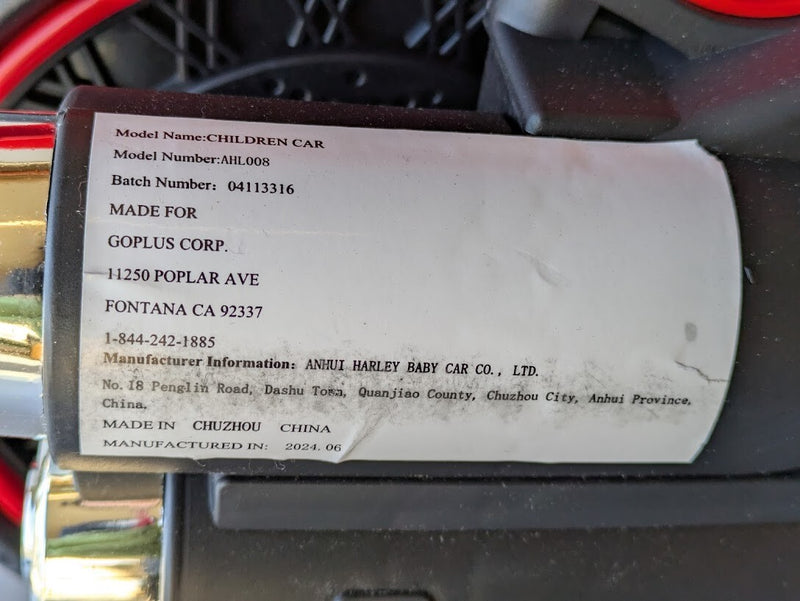 Model Name:CHILDREN CAR
Model Number:AHL008
Batch Number: 04113316
MADE FOR
GOPLUS CORP.
11250 POPLAR AVE
FONTANA CA 92337
1-844-242-1885
Manufacturer Information: ANHUI HARLEY BABY CAR CO., LTD.
No.18 Penglin Road, Dashu Town, Quanjiao County, Chuzhou City, Anhui Province,
China.
MADE IN CHUZHOU CHINA
MANUFACTURED IN: 2024.06